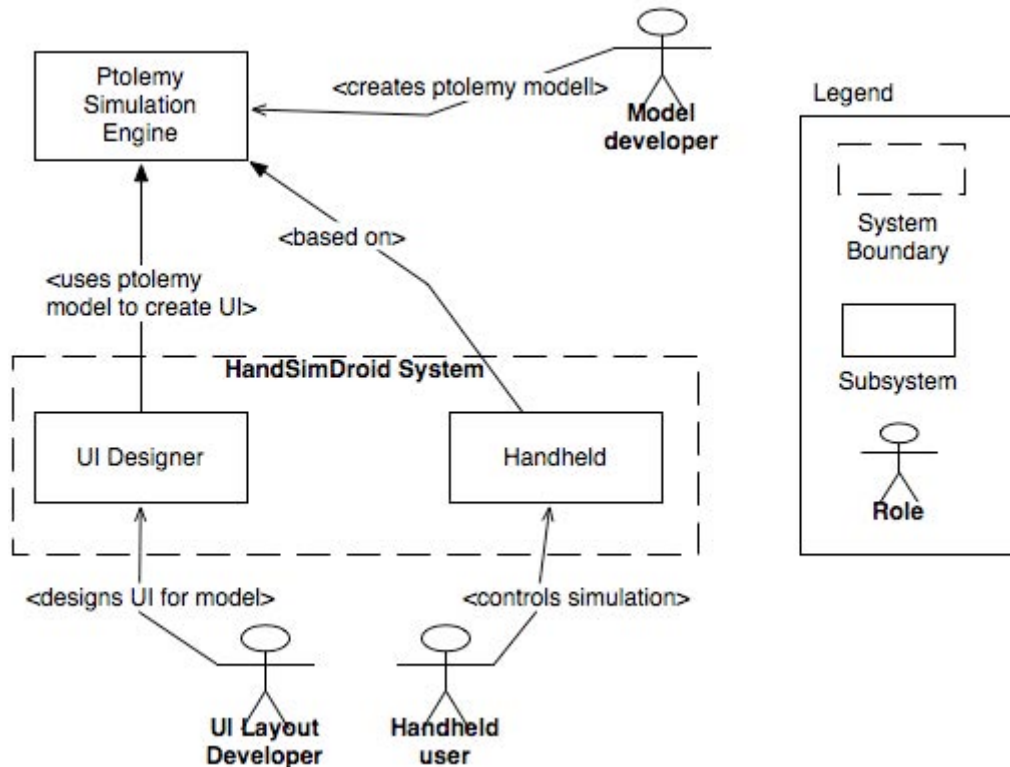 Ptolemy
Simulation
Engine
<creates ptolemy modell>
Model
developer
<based on>
<uses ptolemy
model to create UI>
HandSimDroid System
UI Designer
Handheld
<designs UI for model>
<controls simulation>
UI Layout
Developer
Handheld
user
Legend
System
Boundary
Subsystem
Role